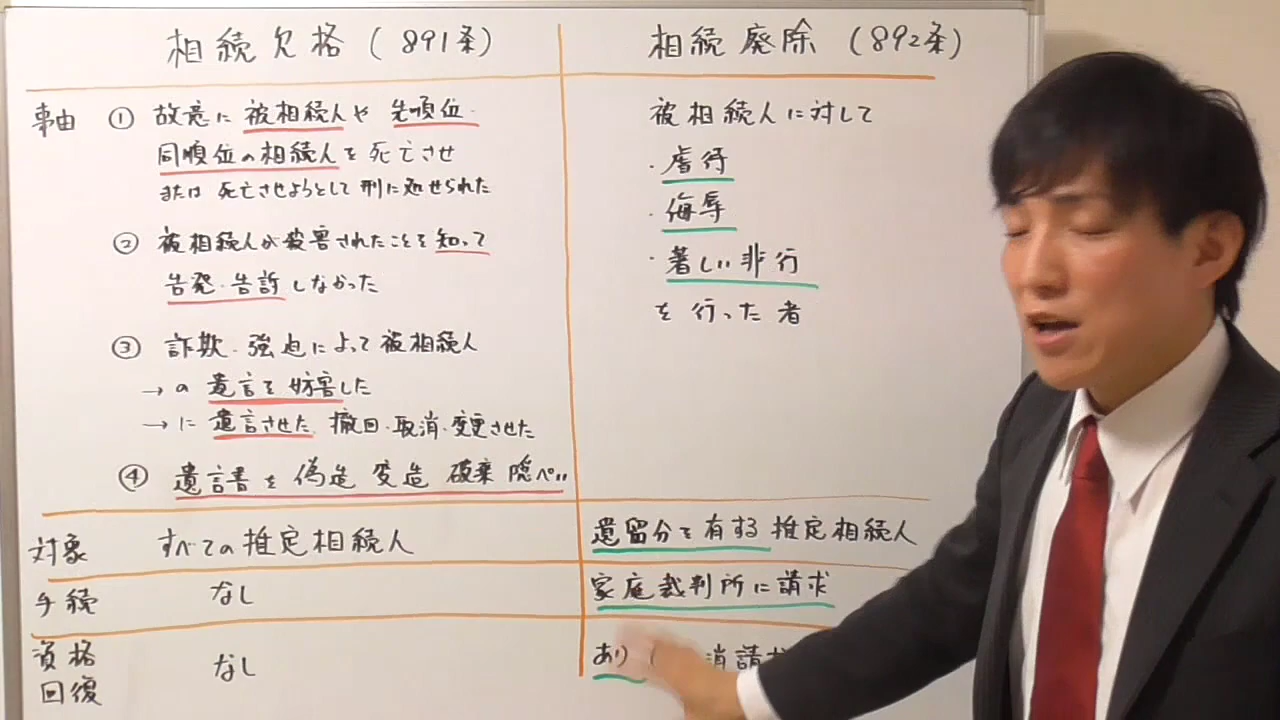 相続欠格(891条)
相続廃除(892条)
事由
① 故意に被相続人や先順位・
同順位の相続人を死亡させ
または死亡させようとして刑に処せられた
② 被相続人が殺害されたことを知って
告発・告訴しなかった
③ 詐欺・強迫によって被相続人
→の遺言を妨害した
→に遺言させた、撤回・取消・変更させた
④ 遺言書を偽造 変造 破棄 隠ぺい
被相続人に対して
・虐待
・侮辱
・著しい非行
を行った者
対象
すべての推定相続人
遺留分を有する推定相続人
手続
なし
家庭裁判所に請求
資格
回復
なし
あり(消請求